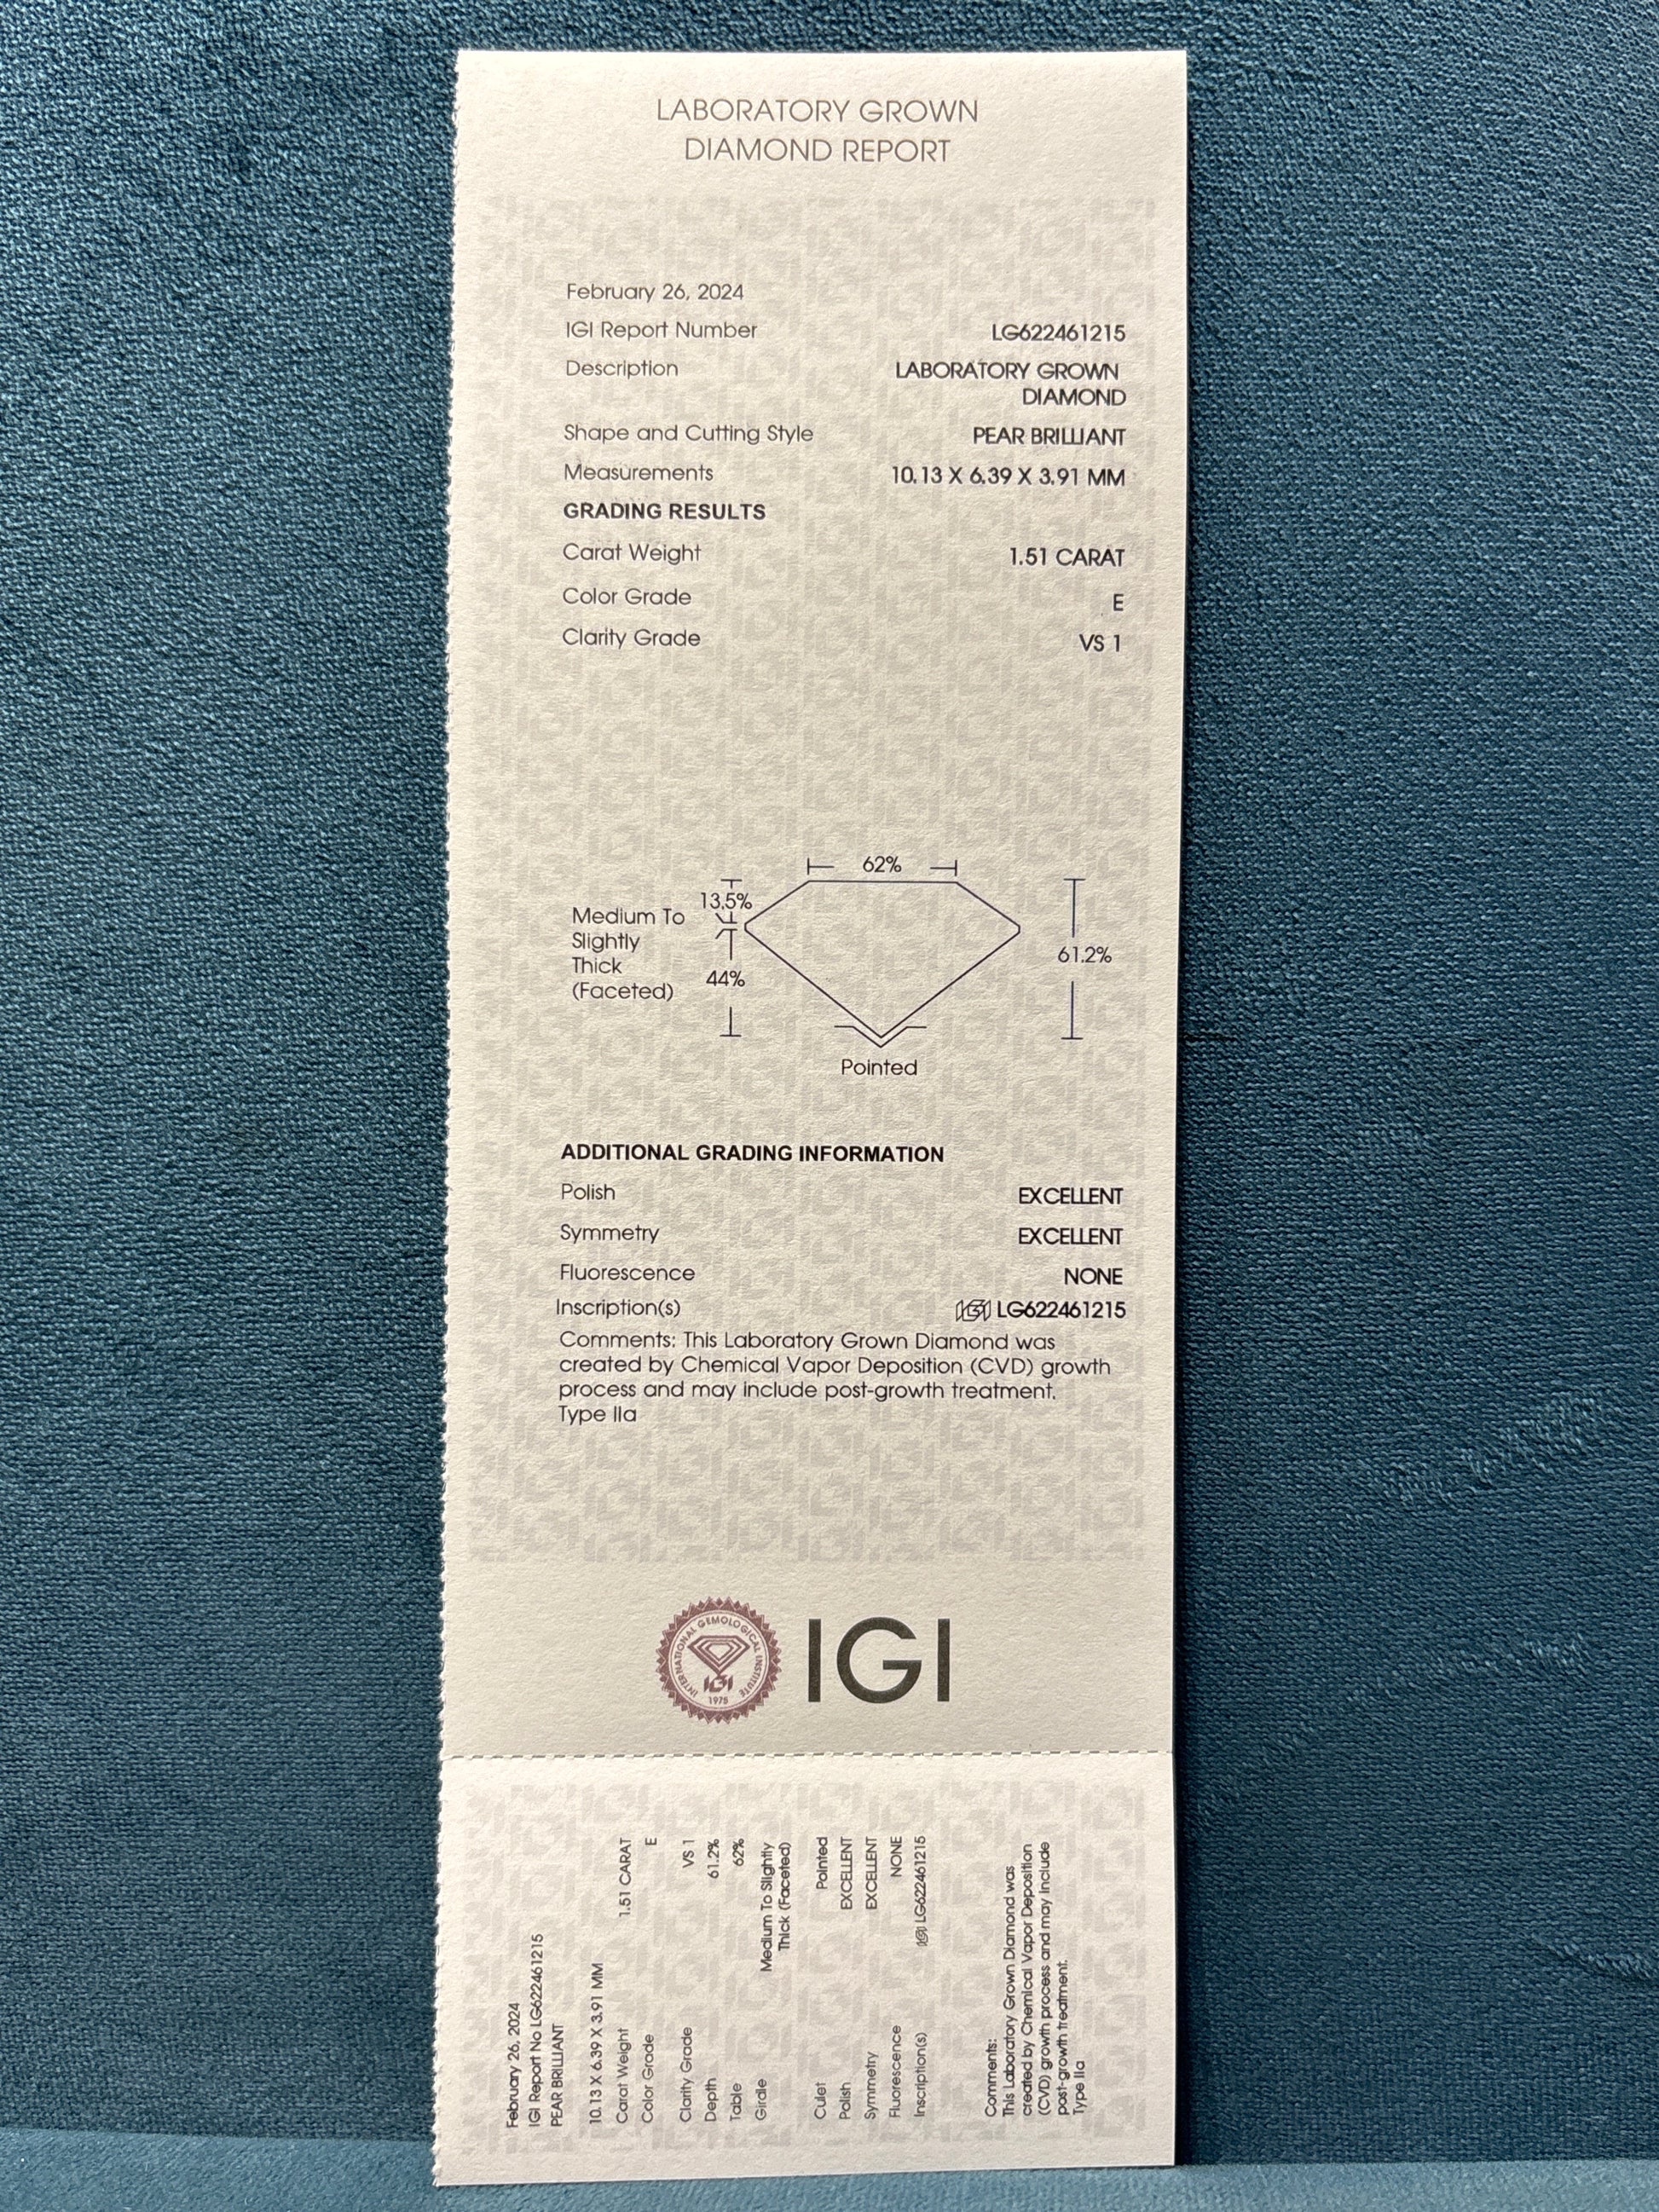 LABORATORY GROWN
DIAMOND REPORT
February 26, 2024
IGI Report Number LG622461215
Description LABORATORY GROWN
DIAMOND
Shape and Cutting Style PEAR BRILLIANT
Measurements 10.13 X 6.39 X 3.91 MM
GRADING RESULTS
Carat Weight 1.51 CARAT
Color Grade E
Clarity Grade VS 1
62%
13.5%
Medium To
Slightly
Thick
(Faceted)
44%
61.2%
Pointed
ADDITIONAL GRADING INFORMATION
Polish EXCELLENT
Symmetry EXCELLENT
Fluorescence NONE
Inscription(s) IGI LG622461215
Comments: This Laboratory Grown Diamond was
created by Chemical Vapor Deposition (CVD) growth
process and may include post-growth treatment.
Type IIa
INTERNATIONAL GEMOLOGICAL INSTITUTE
IGI
1975
IGI
February 26, 2024
IGI Report No LG622461215
PEAR BRILLIANT
10.13 X 6.39 X 3.91 MM
Carat Weight 1.51 CARAT
Color Grade E
Clarity Grade VS 1
Depth 61.2%
Table 62%
Girdle Medium To Slightly
Thick (Faceted)
Culet Pointed
Polish EXCELLENT
Symmetry EXCELLENT
Fluorescence NONE
Inscription(s) IGI LG622461215
Comments:
This Laboratory Grown Diamond was
created by Chemical Vapor Deposition
(CVD) growth process and may include
post-growth treatment.
Type IIa